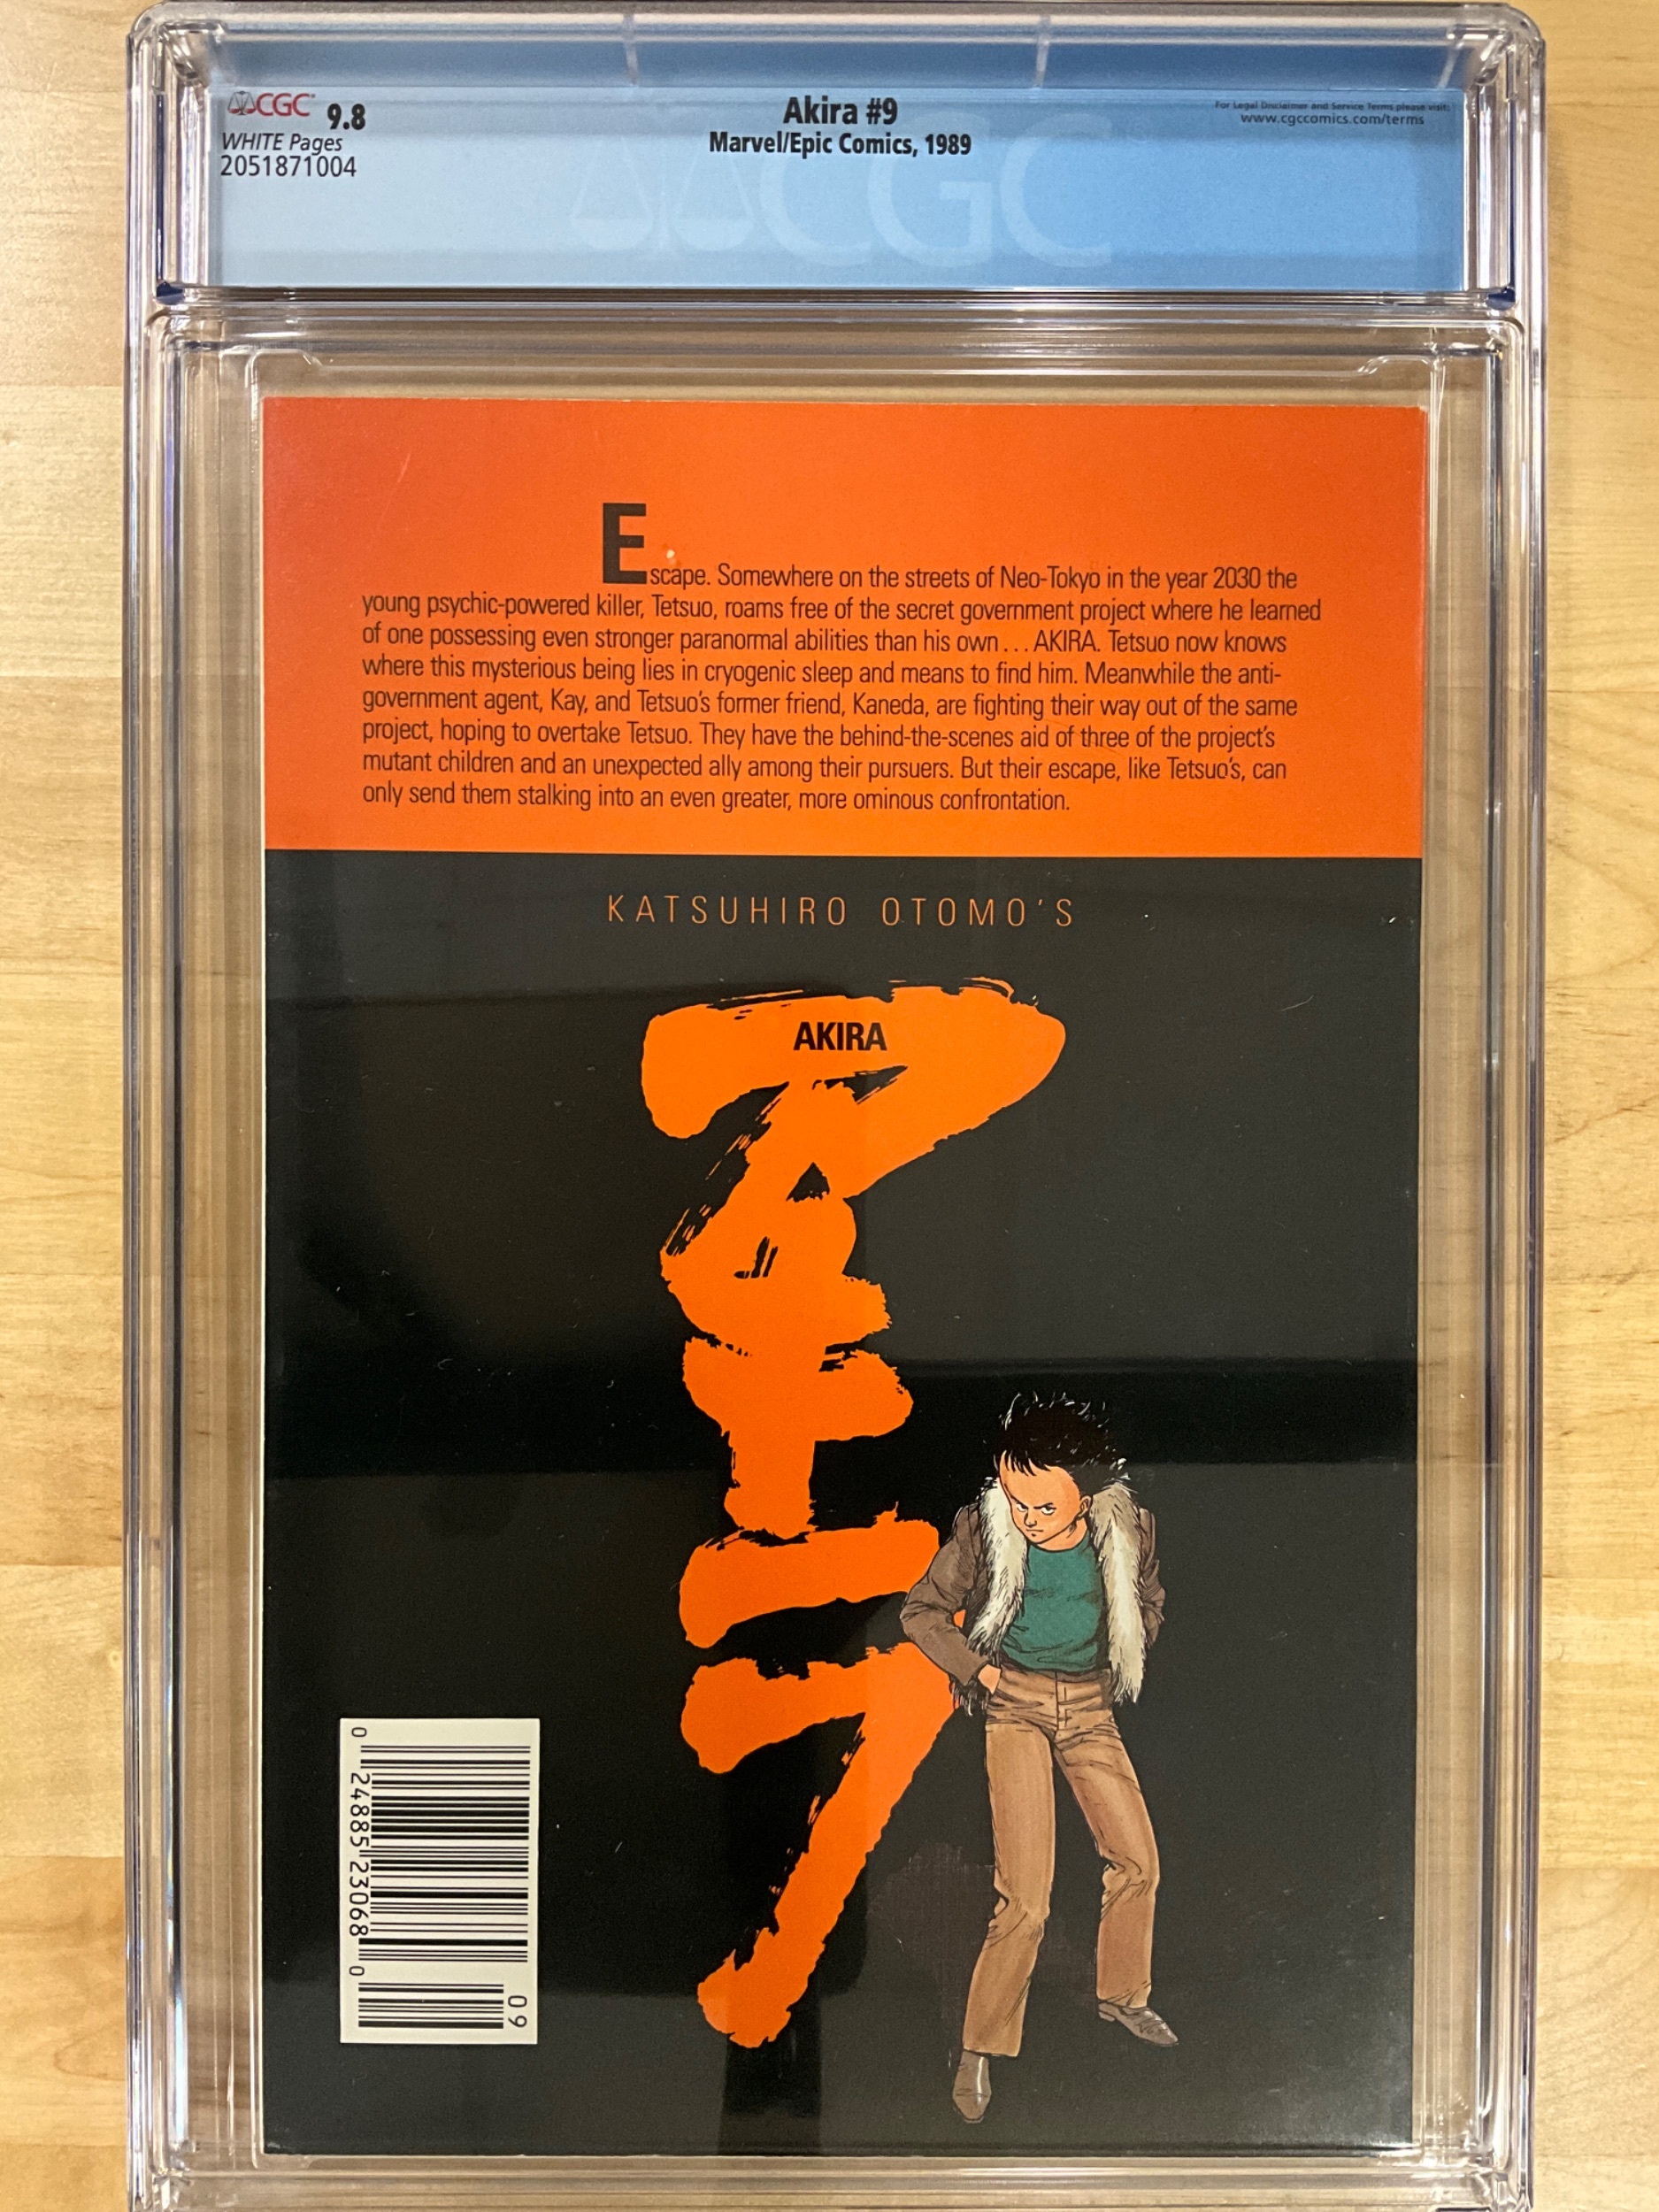 CGC 9.8
WHITE Pages
2051871004
Akira #9
Marvel/Epic Comics, 1989
For Legal Disclaimer and Service Terms please visit:
www.cgccomics.com/terms
CGC
Escape. Somewhere on the streets of Neo-Tokyo in the year 2030 the
young psychic-powered killer, Tetsuo, roams free of the secret government project where he learned
of one possessing even stronger paranormal abilities than his own... AKIRA. Tetsuo now knows
where this mysterious being lies in cryogenic sleep and means to find him. Meanwhile the anti-
government agent, Kay, and Tetsuo's former friend, Kaneda, are fighting their way out of the same
project, hoping to overtake Tetsuo. They have the behind-the-scenes aid of three of the project's
mutant children and an unexpected ally among their pursuers. But their escape, like Tetsuo's, can
only send them stalking into an even greater, more ominous confrontation.
KATSUHIRO OTOMO'S
AKIRA
アキラ
0 24885 23068 0
09